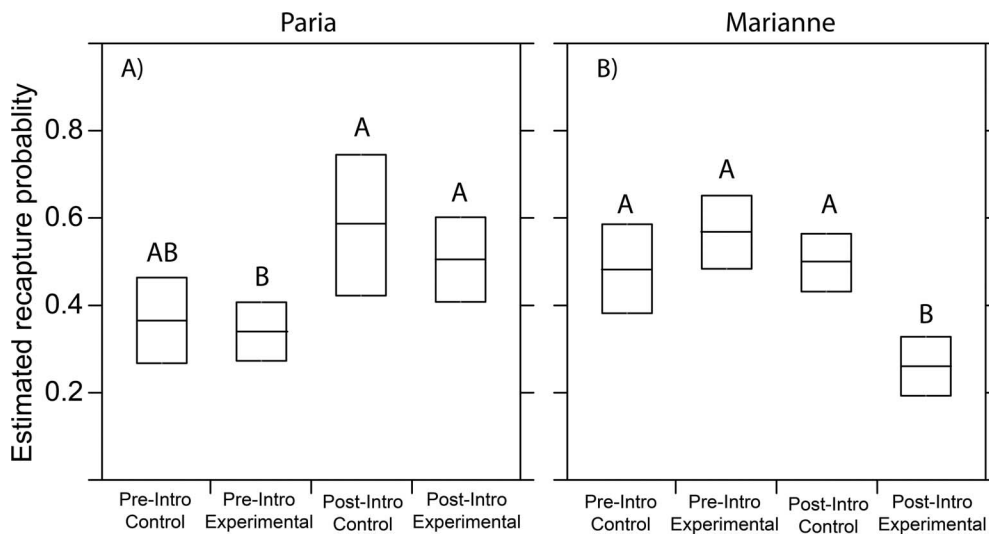 Paria
Marianne
Estimated recapture probablity
0.8
0.6
0.4
0.2
A)
AB
B
A
A
B)
A
A
A
B
Pre-Intro
Control
Pre-Intro
Experimental
Post-Intro
Control
Post-Intro
Experimental
Pre-Intro
Control
Pre-Intro
Experimental
Post-Intro
Control
Post-Intro
Experimental